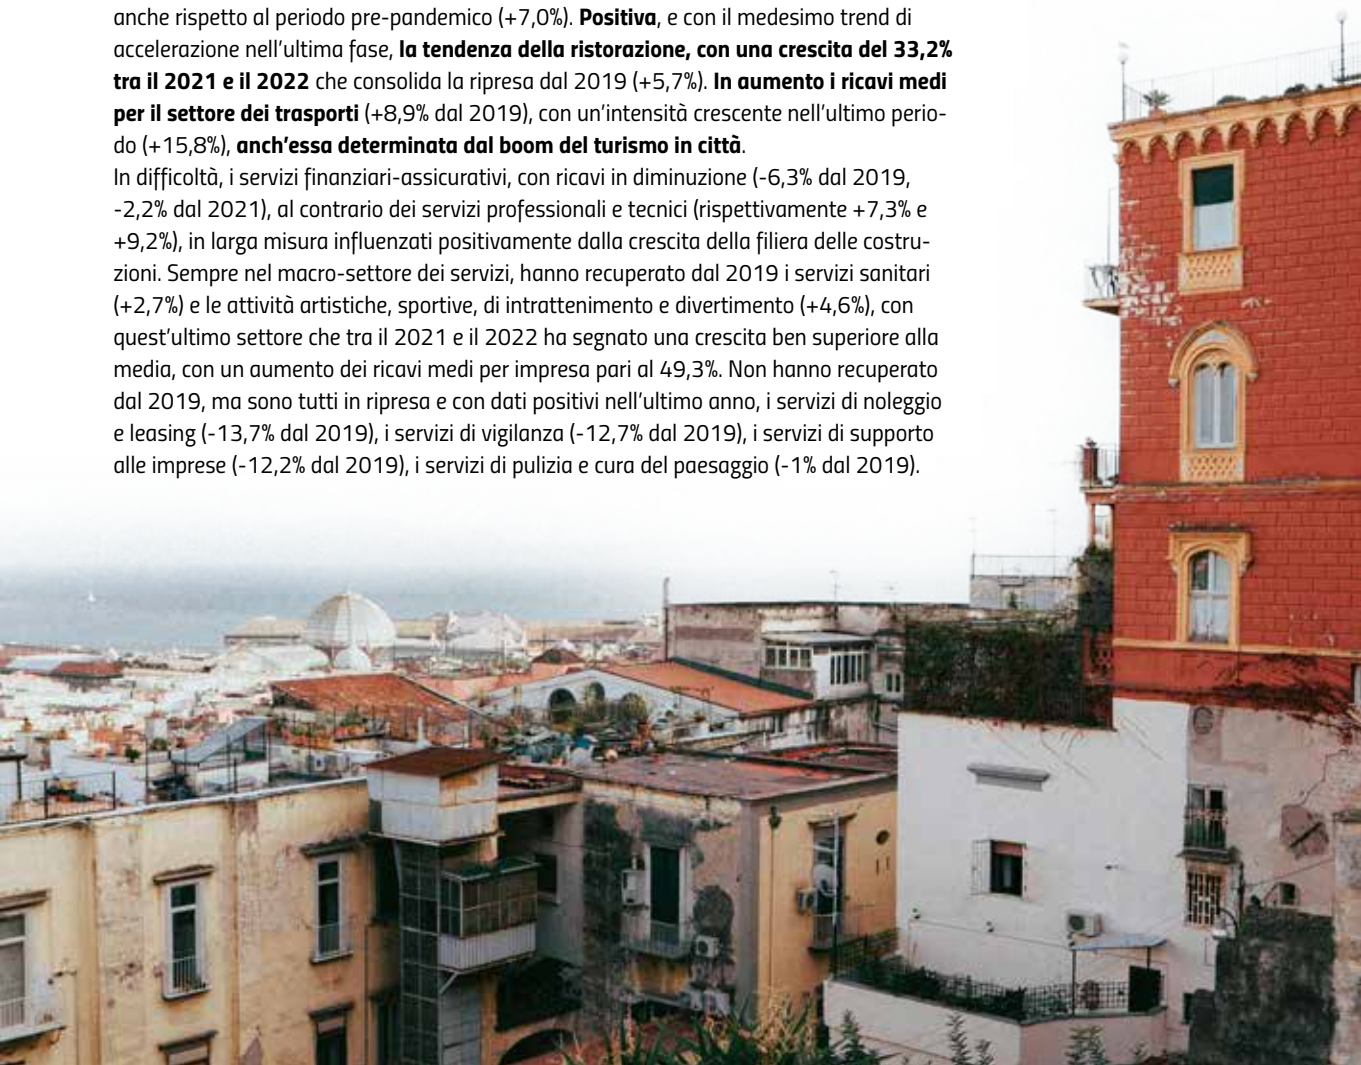 anche rispetto al periodo pre-pandemico (+7,0%). Positiva, e con il medesimo trend di
accelerazione nell'ultima fase, la tendenza della ristorazione, con una crescita del 33,2%
tra il 2021 e il 2022 che consolida la ripresa dal 2019 (+5,7%). In aumento i ricavi medi
per il settore dei trasporti (+8,9% dal 2019), con un'intensità crescente nell'ultimo perio-
do (+15,8%), anch'essa determinata dal boom del turismo in città.
In difficoltà, i servizi finanziari-assicurativi, con ricavi in diminuzione (-6,3% dal 2019,
-2,2% dal 2021), al contrario dei servizi professionali e tecnici (rispettivamente +7,3% e
+9,2%), in larga misura influenzati positivamente dalla crescita della filiera delle costru-
zioni. Sempre nel macro-settore dei servizi, hanno recuperato dal 2019 i servizi sanitari
(+2,7%) e le attività artistiche, sportive, di intrattenimento e divertimento (+4,6%), con
quest'ultimo settore che tra il 2021 e il 2022 ha segnato una crescita ben superiore alla
media, con un aumento dei ricavi medi per impresa pari al 49,3%. Non hanno recuperato
dal 2019, ma sono tutti in ripresa e con dati positivi nell'ultimo anno, i servizi di noleggio
e leasing (-13,7% dal 2019), i servizi di vigilanza (-12,7% dal 2019), i servizi di supporto
alle imprese (-12,2% dal 2019), i servizi di pulizia e cura del paesaggio (-1% dal 2019).